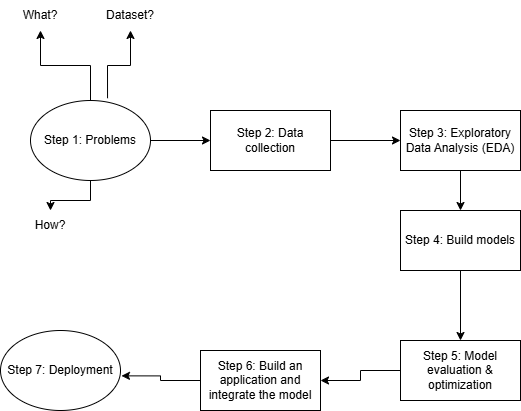 What?
Dataset?
Step 1: Problems
How?
Step 2: Data
collection
Step 3: Exploratory
Data Analysis (EDA)
Step 4: Build models
Step 5: Model
evaluation &
optimization
Step 6: Build an
application and
integrate the model
Step 7: Deployment